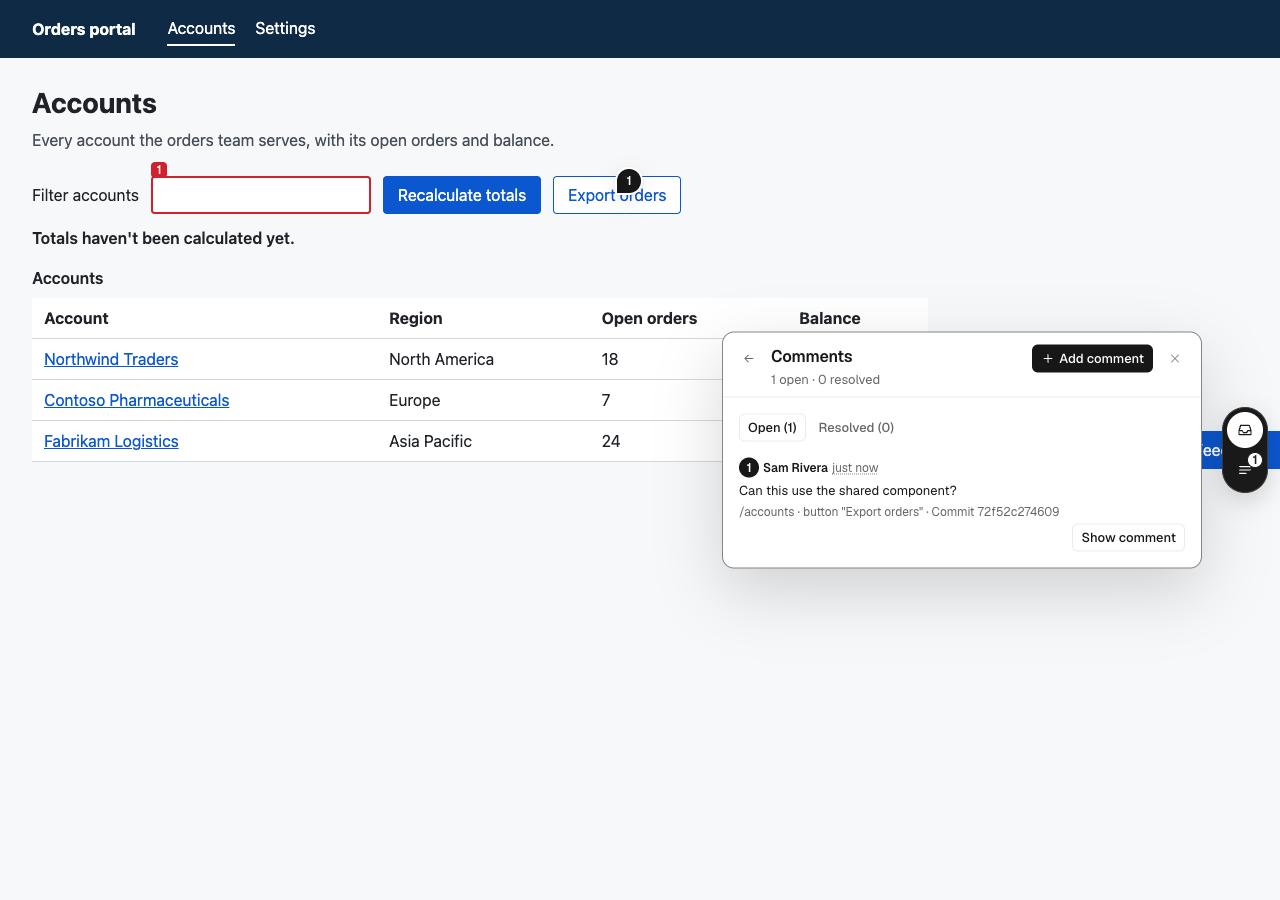 Orders portal Accounts Settings
Accounts
Every account the orders team serves, with its open orders and balance.
1
Filter accounts Recalculate totals Export orders
1
Totals haven't been calculated yet.
Accounts
Account Region Open orders Balance
Northwind Traders North America 18
Contoso Pharmaceuticals Europe 7
Fabrikam Logistics Asia Pacific 24
← Comments + Add comment ×
1 open · 0 resolved
Open (1) Resolved (0)
1 Sam Rivera just now
Can this use the shared component?
/accounts · button "Export orders" · Commit 72f52c274609
Show comment
1